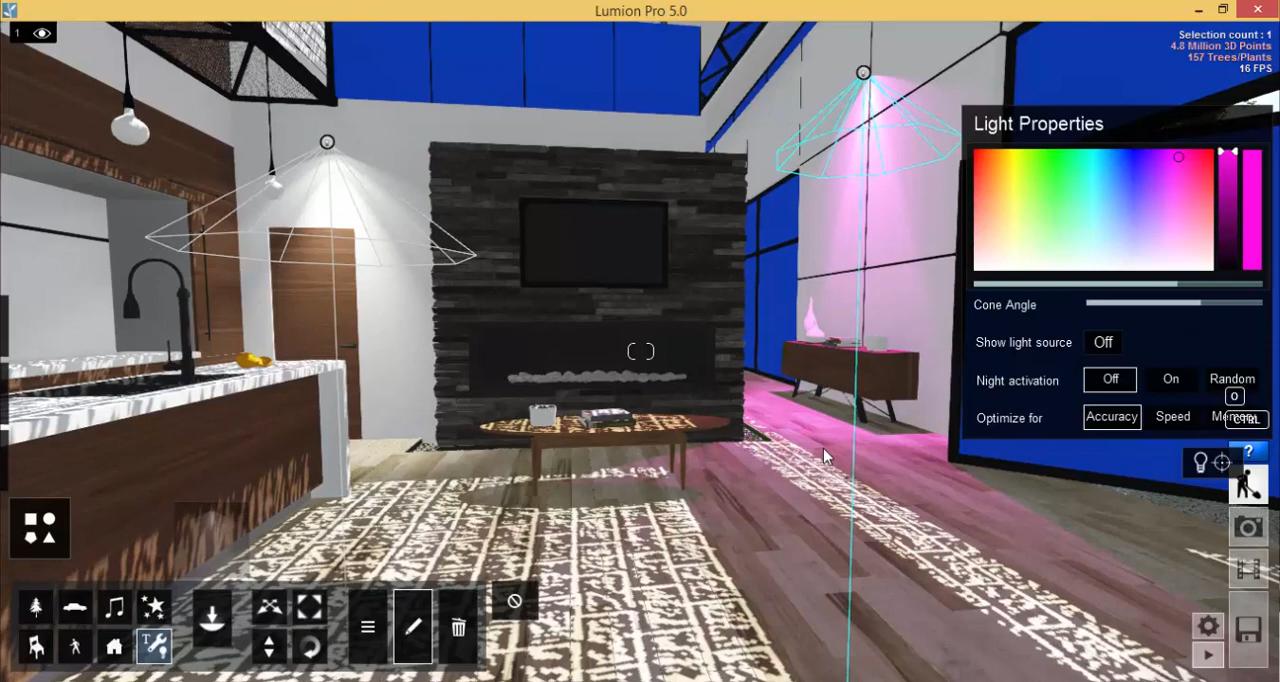 Lumion Pro 5.0
1
Selection count : 1
4.8 Million 3D Points
157 Trees/Plants
16 FPS
Light Properties
Cone Angle
Show light source Off
Night activation Off On Random
O
Optimize for Accuracy Speed Memory
CTRL
?
T